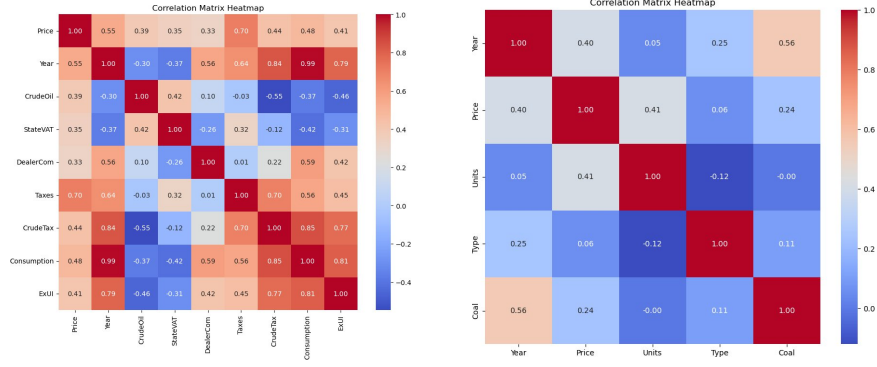 Correlation Matrix Heatmap
Price 1.00 0.55 0.39 0.35 0.33 0.70 0.44 0.48 0.41
Year 0.55 1.00 -0.30 -0.37 0.56 0.64 0.84 0.99 0.79
CrudeOil 0.39 -0.30 1.00 0.42 0.10 -0.03 -0.55 -0.37 -0.46
StateVAT 0.35 -0.37 0.42 1.00 -0.26 0.32 -0.12 -0.42 -0.31
DealerCom 0.33 0.56 0.10 -0.26 1.00 0.01 0.22 0.59 0.42
Taxes 0.70 0.64 -0.03 0.32 0.01 1.00 0.70 0.56 0.45
CrudeTax 0.44 0.84 -0.55 -0.12 0.22 0.70 1.00 0.85 0.77
Consumption 0.48 0.99 -0.37 -0.42 0.59 0.56 0.85 1.00 0.81
ExUI 0.41 0.79 -0.46 -0.31 0.42 0.45 0.77 0.81 1.00
Price Year CrudeOil StateVAT DealerCom Taxes CrudeTax Consumption ExUI
1.0
0.8
0.6
0.4
0.2
0.0
-0.2
-0.4
Correlation Matrix Heatmap
Year 1.00 0.40 0.05 0.25 0.56
Price 0.40 1.00 0.41 0.06 0.24
Units 0.05 0.41 1.00 -0.12 -0.00
Type 0.25 0.06 -0.12 1.00 0.11
Coal 0.56 0.24 -0.00 0.11 1.00
Year Price Units Type Coal
1.0
0.8
0.6
0.4
0.2
0.0